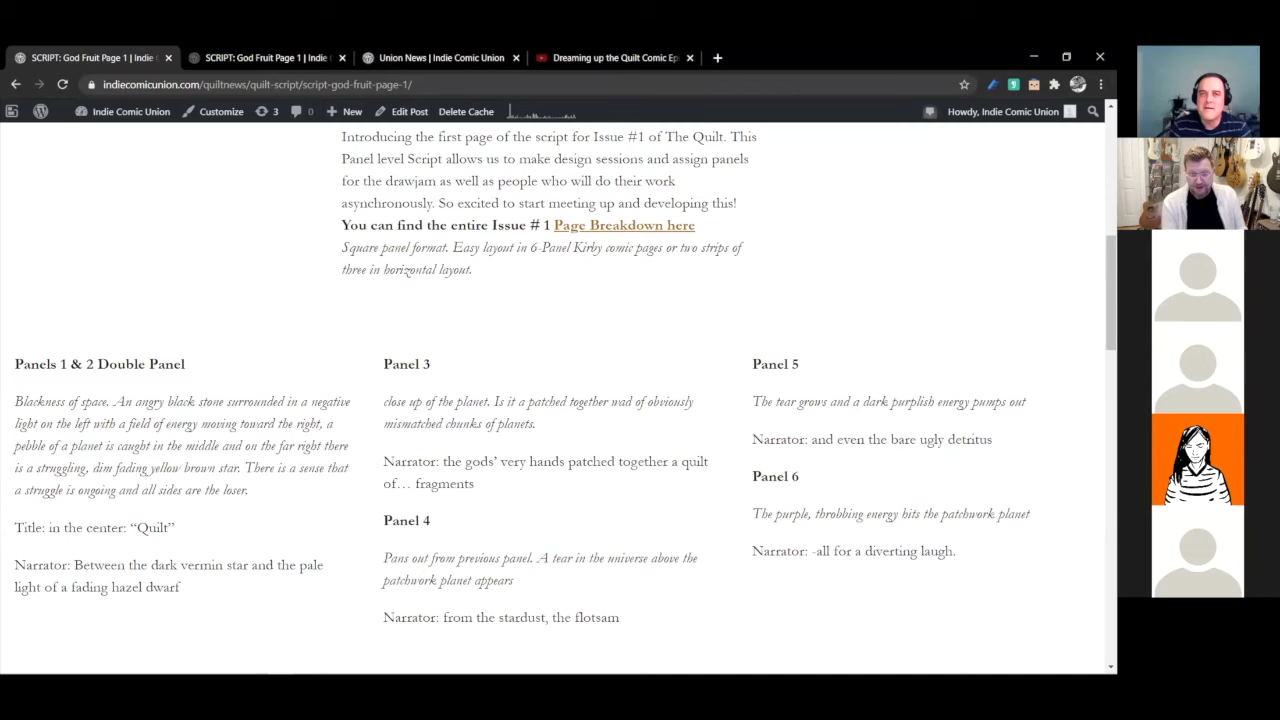 SCRIPT: God Fruit Page 1 | Indie
SCRIPT: God Fruit Page 1 | Indie
Union News | Indie Comic Union
Dreaming up the Quilt Comic Ep
indiecomicunion.com/quiltnews/quilt-script/script-god-fruit-page-1/
Indie Comic Union
Customize
3
0
New
Edit Post
Delete Cache
Howdy, Indie Comic Union
Introducing the first page of the script for Issue #1 of The Quilt. This
Panel level Script allows us to make design sessions and assign panels
for the drawjam as well as people who will do their work
asynchronously. So excited to start meeting up and developing this!
You can find the entire Issue # 1 Page Breakdown here
Square panel format. Easy layout in 6-Panel Kirby comic pages or two strips of
three in horizontal layout.
Panels 1 & 2 Double Panel
Blackness of space. An angry black stone surrounded in a negative
light on the left with a field of energy moving toward the right, a
pebble of a planet is caught in the middle and on the far right there
is a struggling, dim fading yellow brown star. There is a sense that
a struggle is ongoing and all sides are the loser.
Title: in the center: “Quilt”
Narrator: Between the dark vermin star and the pale
light of a fading hazel dwarf
Panel 3
close up of the planet. Is it a patched together wad of obviously
mismatched chunks of planets.
Narrator: the gods’ very hands patched together a quilt
of… fragments
Panel 4
Pans out from previous panel. A tear in the universe above the
patchwork planet appears
Narrator: from the stardust, the flotsam
Panel 5
The tear grows and a dark purplish energy pumps out
Narrator: and even the bare ugly detritus
Panel 6
The purple, throbbing energy hits the patchwork planet
Narrator: -all for a diverting laugh.